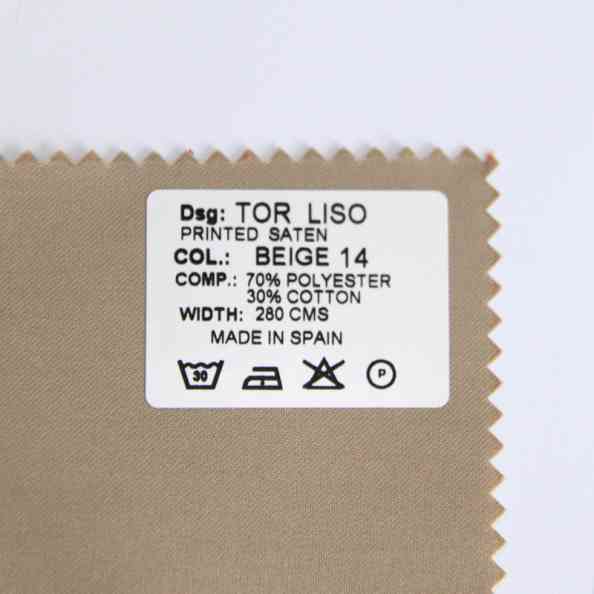 Dsg: TOR LISO
PRINTED SATEN
COL.: BEIGE 14
COMP.: 70% POLYESTER
30% COTTON
WIDTH: 280 CMS
MADE IN SPAIN
30 P